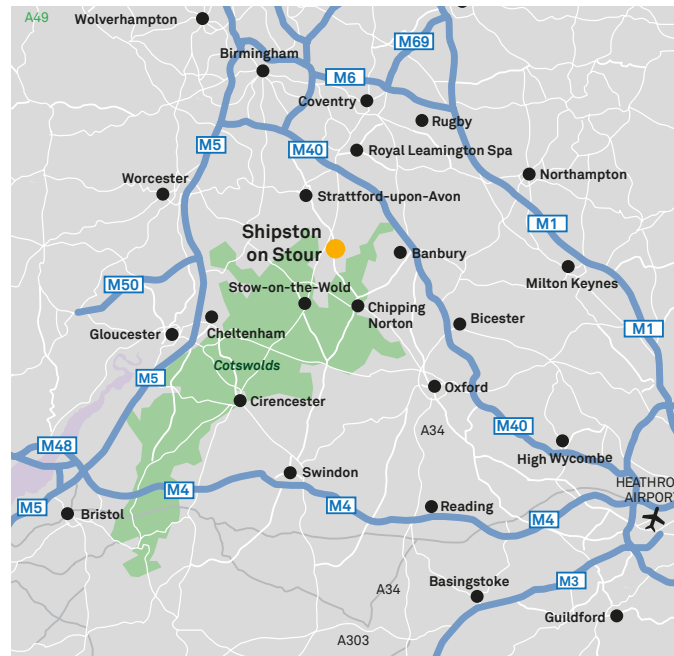 A49
Wolverhampton
Birmingham
M69
M6
Coventry
Rugby
M5
M40
Royal Leamington Spa
Northampton
Worcester
Strattford-upon-Avon
Shipston
on Stour
M1
Banbury
Milton Keynes
M50
Stow-on-the-Wold
Chipping
Norton
Bicester
M1
Gloucester
Cheltenham
Cotswolds
M5
Oxford
Cirencester
A34
M40
M48
High Wycombe
Swindon
HEATHRO
AIRPORT
M4
M4
Reading
M4
M5
Bristol
Basingstoke
M3
A34
Guildford
A303